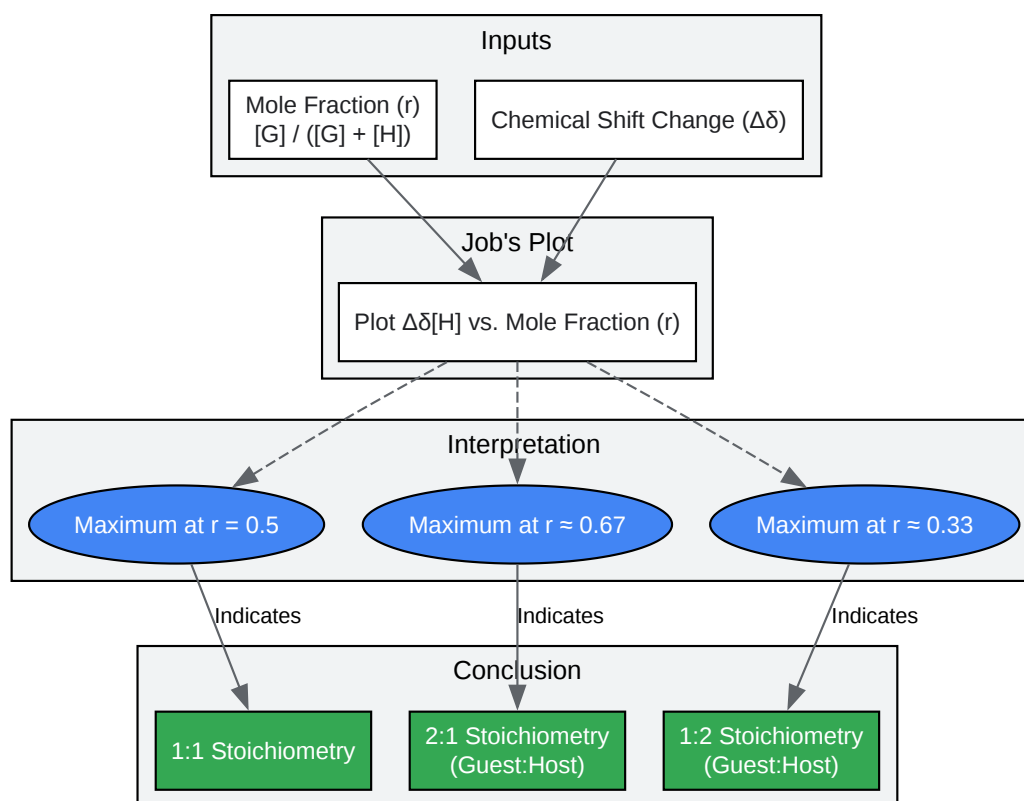 Inputs
Mole Fraction (r)
[G] / ([G] + [H])
Chemical Shift Change (Δδ)
Job's Plot
Plot Δδ[H] vs. Mole Fraction (r)
Interpretation
Maximum at r = 0.5
Maximum at r ≈ 0.67
Maximum at r ≈ 0.33
Indicates
Indicates
Indicates
Conclusion
1:1 Stoichiometry
2:1 Stoichiometry
(Guest:Host)
1:2 Stoichiometry
(Guest:Host)